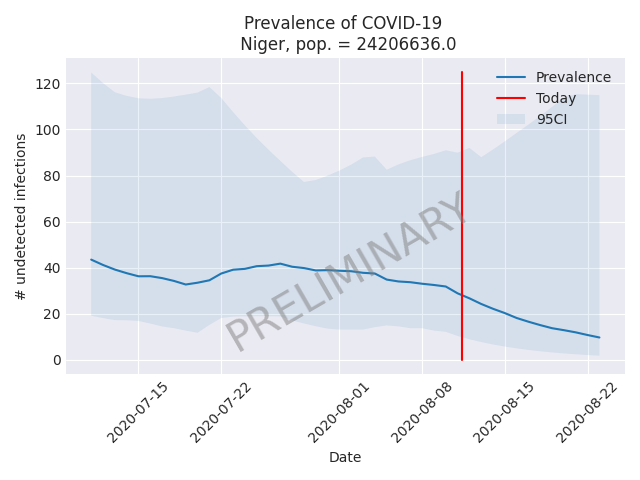 Prevalence of COVID-19
Niger, pop. = 24206636.0
Prevalence
Today
95CI
PRELIMINARY
# undetected infections
120
100
80
60
40
20
0
2020-07-15
2020-07-22
2020-08-01
2020-08-08
2020-08-15
2020-08-22
Date